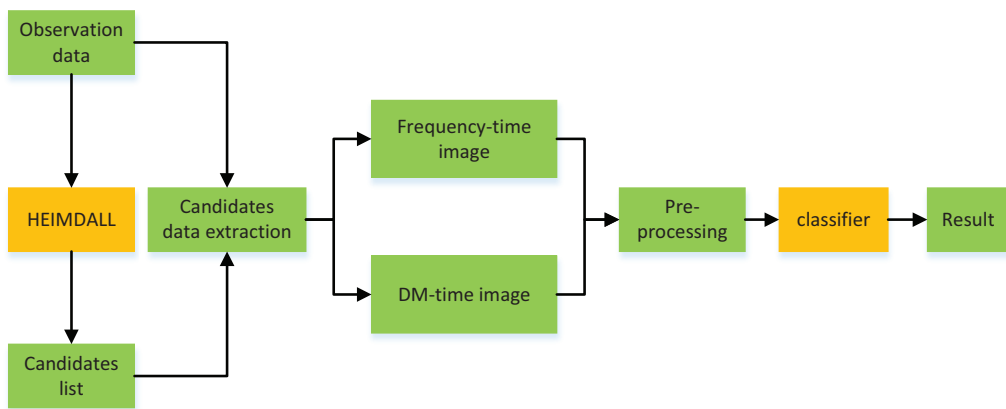 Observation
data
HEIMDALL
Candidates
list
Candidates
data extraction
Frequency-time
image
DM-time image
Pre-
processing
classifier
Result